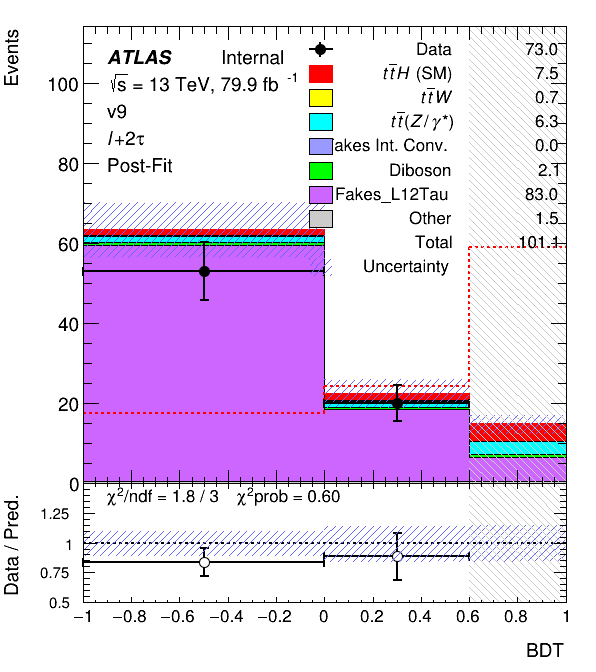 Events
ATLAS Internal
√s = 13 TeV, 79.9 fb⁻¹
v9
l+2τ
Post-Fit
Data 73.0
tt̄H (SM) 7.5
tt̄W 0.7
tt̄(Z/γ*) 6.3
akes Int. Conv. 0.0
Diboson 2.1
Fakes_L12Tau 83.0
Other 1.5
Total 101.1
Uncertainty
100
80
60
40
20
0
χ²/ndf = 1.8 / 3 χ²prob = 0.60
Data / Pred.
1.25
1
0.75
0.5
−1 −0.8 −0.6 −0.4 −0.2 0 0.2 0.4 0.6 0.8 1
BDT